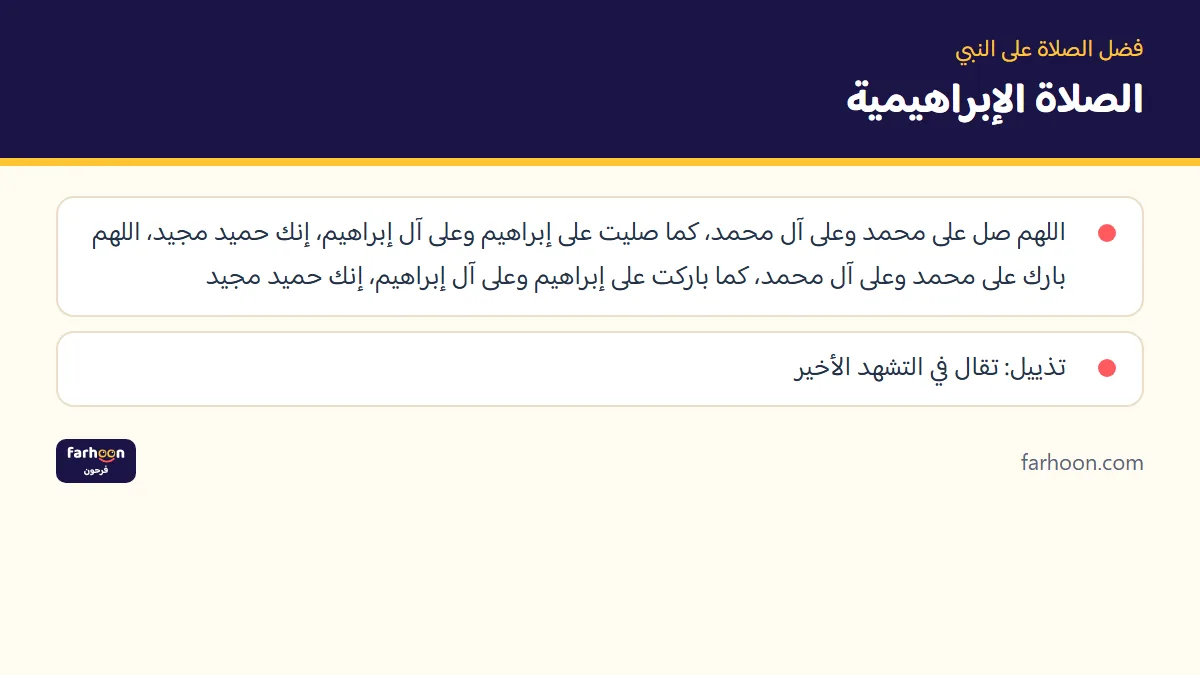 فضل الصلاة على النبي
الصلاة الإبراهيمية
اللهم صل على محمد وعلى آل محمد، كما صليت على إبراهيم وعلى آل إبراهيم، إنك حميد مجيد، اللهم
بارك على محمد وعلى آل محمد، كما باركت على إبراهيم وعلى آل إبراهيم، إنك حميد مجيد
تذييل: تقال في التشهد الأخير
farhoon.com
farhoon
فرحون